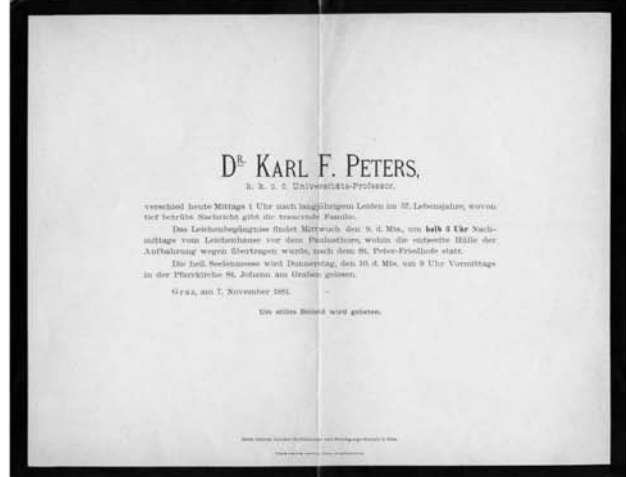 DR. KARL F. PETERS,
k. k. o. ö. Universitäts-Professor,
verschied heute Mittags 1 Uhr nach langjährigem Leiden im 57. Lebensjahre, wovon
tief betrübt Nachricht gibt die trauernde Familie.
Das Leichenbegängniss findet Mittwoch den 9. d. Mts., um halb 3 Uhr Nach-
mittags vom Leichenhause vor dem Paulusthore, wohin die entseelte Hülle der
Aufbahrung wegen übertragen wurde, nach dem St. Peter-Friedhofe statt.
Die heil. Seelenmesse wird Donnerstag, den 10. d. Mts. um 9 Uhr Vormittags
in der Pfarrkirche St. Johann am Graben gelesen.
Graz, am 7. November 1881.
Um stilles Beileid wird gebeten.